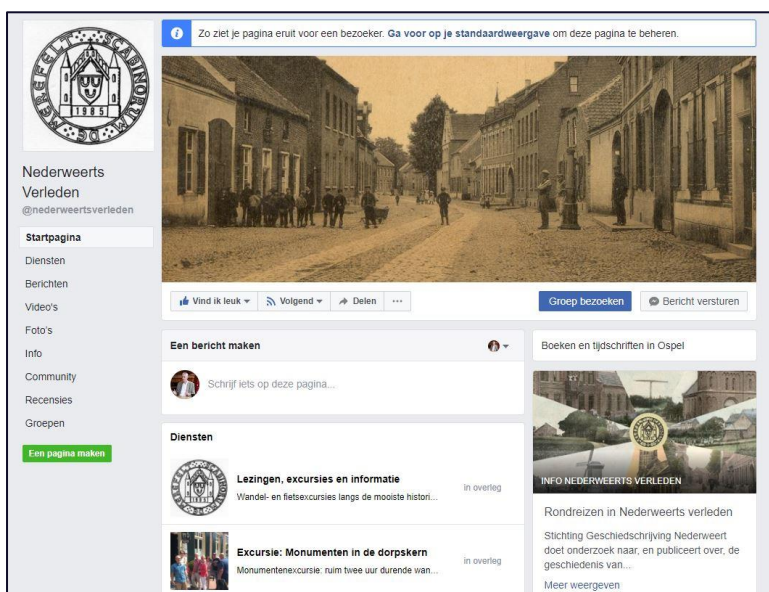 MEREFELT SCABINORUM DE
1985
Nederweerts
Verleden
@nederweertsverleden
Startpagina
Diensten
Berichten
Video's
Foto's
Info
Community
Recensies
Groepen
Een pagina maken
Zo ziet je pagina eruit voor een bezoeker. Ga voor op je standaardweergave om deze pagina te beheren.
Vind ik leuk
Volgend
Delen
Groep bezoeken
Bericht versturen
Een bericht maken
Schrijf iets op deze pagina...
Diensten
Lezingen, excursies en informatie
Wandel- en fietsexcursies langs de mooiste histori...
in overleg
Excursie: Monumenten in de dorpskern
Monumentenexcursie: ruim twee uur durende wan...
in overleg
Boeken en tijdschriften in Ospel
INFO NEDERWEERTS VERLEDEN
Rondreizen in Nederweerts verleden
Stichting Geschiedschrijving Nederweert
doet onderzoek naar, en publiceert over, de
geschiedenis van...
Meer weergeven